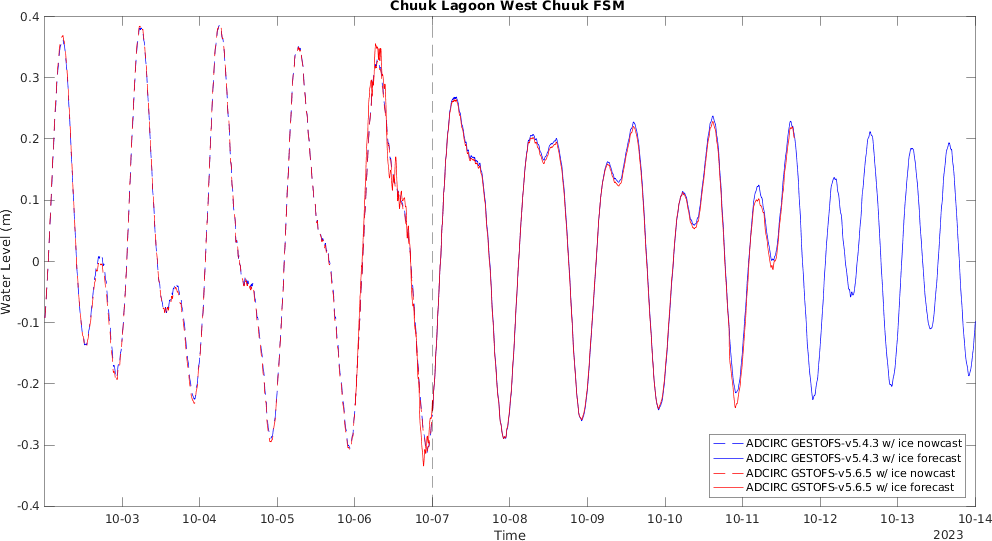 Chuuk Lagoon West Chuuk FSM
Water Level (m)
0.4
0.3
0.2
0.1
0
-0.1
-0.2
-0.3
-0.4
ADCIRC GESTOFS-v5.4.3 w/ ice nowcast
ADCIRC GESTOFS-v5.4.3 w/ ice forecast
ADCIRC GSTOFS-v5.6.5 w/ ice nowcast
ADCIRC GSTOFS-v5.6.5 w/ ice forecast
10-03 10-04 10-05 10-06 10-07 10-08 10-09 10-10 10-11 10-12 10-13 10-14
Time
2023